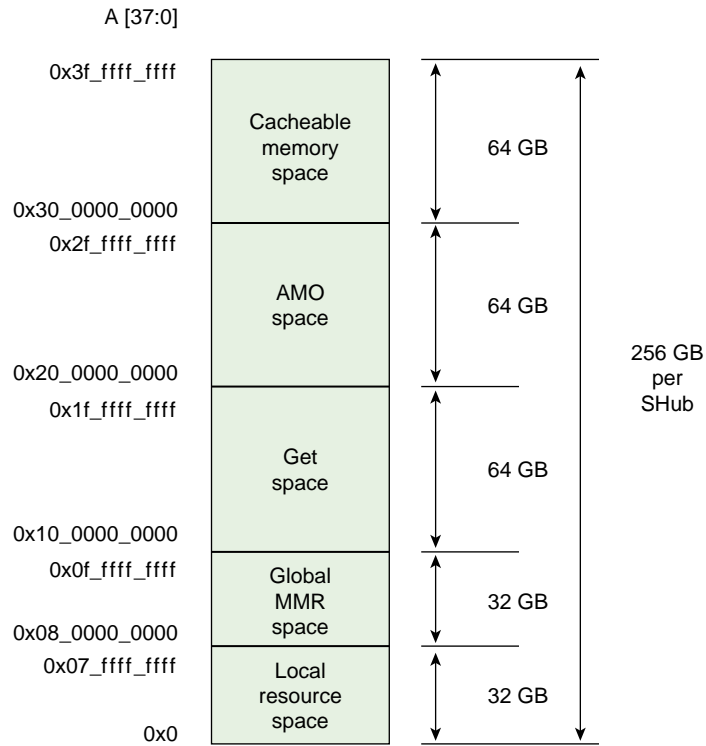 A [37:0]
0x3f_ffff_ffff
Cacheable
memory
space
64 GB
0x30_0000_0000
0x2f_ffff_ffff
AMO
space
64 GB
256 GB
per
SHub
0x20_0000_0000
0x1f_ffff_ffff
Get
space
64 GB
0x10_0000_0000
0x0f_ffff_ffff
Global
MMR
space
32 GB
0x08_0000_0000
0x07_ffff_ffff
Local
resource
space
32 GB
0x0